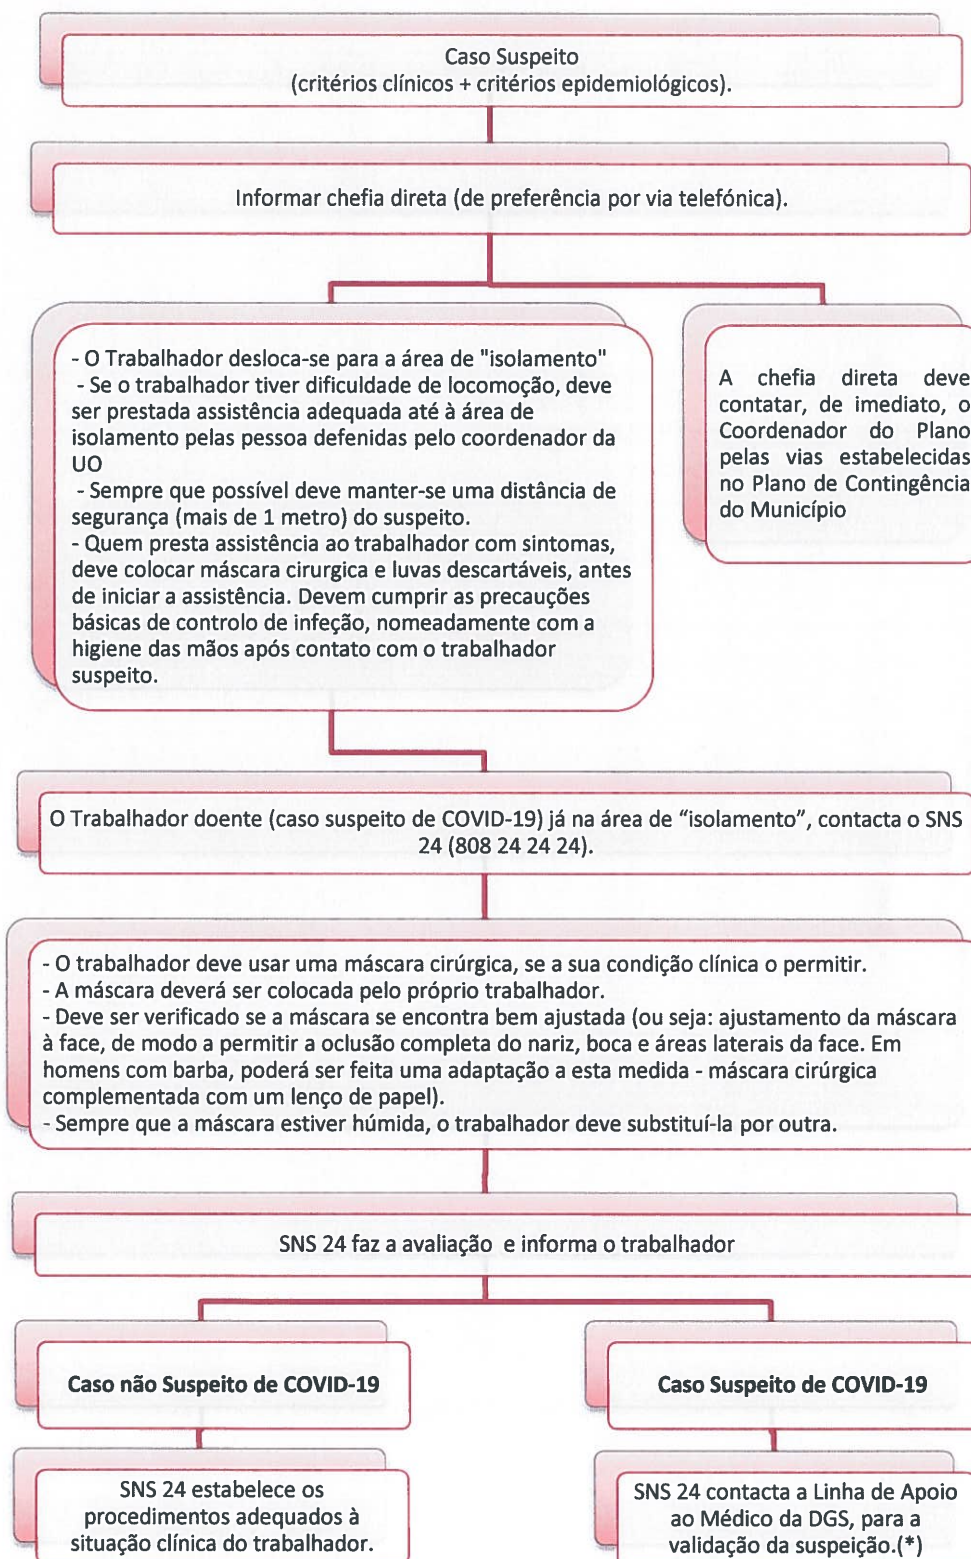 Caso Suspeito
(critérios clínicos + critérios epidemiológicos).
Informar chefia direta (de preferência por via telefónica).
- O Trabalhador desloca-se para a área de "isolamento"
- Se o trabalhador tiver dificuldade de locomoção, deve
ser prestada assistência adequada até à área de
isolamento pelas pessoa defenidas pelo coordenador da
UO
- Sempre que possível deve manter-se uma distância de
segurança (mais de 1 metro) do suspeito.
- Quem presta assistência ao trabalhador com sintomas,
deve colocar máscara cirurgica e luvas descartáveis, antes
de iniciar a assistência. Devem cumprir as precauções
básicas de controlo de infeção, nomeadamente com a
higiene das mãos após contato com o trabalhador
suspeito.
A chefia direta deve
contatar, de imediato, o
Coordenador do Plano
pelas vias estabelecidas
no Plano de Contingência
do Município
O Trabalhador doente (caso suspeito de COVID-19) já na área de “isolamento”, contacta o SNS
24 (808 24 24 24).
- O trabalhador deve usar uma máscara cirúrgica, se a sua condição clínica o permitir.
- A máscara deverá ser colocada pelo próprio trabalhador.
- Deve ser verificado se a máscara se encontra bem ajustada (ou seja: ajustamento da máscara
à face, de modo a permitir a oclusão completa do nariz, boca e áreas laterais da face. Em
homens com barba, poderá ser feita uma adaptação a esta medida - máscara cirúrgica
complementada com um lenço de papel).
- Sempre que a máscara estiver húmida, o trabalhador deve substituí-la por outra.
SNS 24 faz a avaliação e informa o trabalhador
Caso não Suspeito de COVID-19
SNS 24 estabelece os
procedimentos adequados à
situação clínica do trabalhador.
Caso Suspeito de COVID-19
SNS 24 contacta a Linha de Apoio
ao Médico da DGS, para a
validação da suspeição.(*)